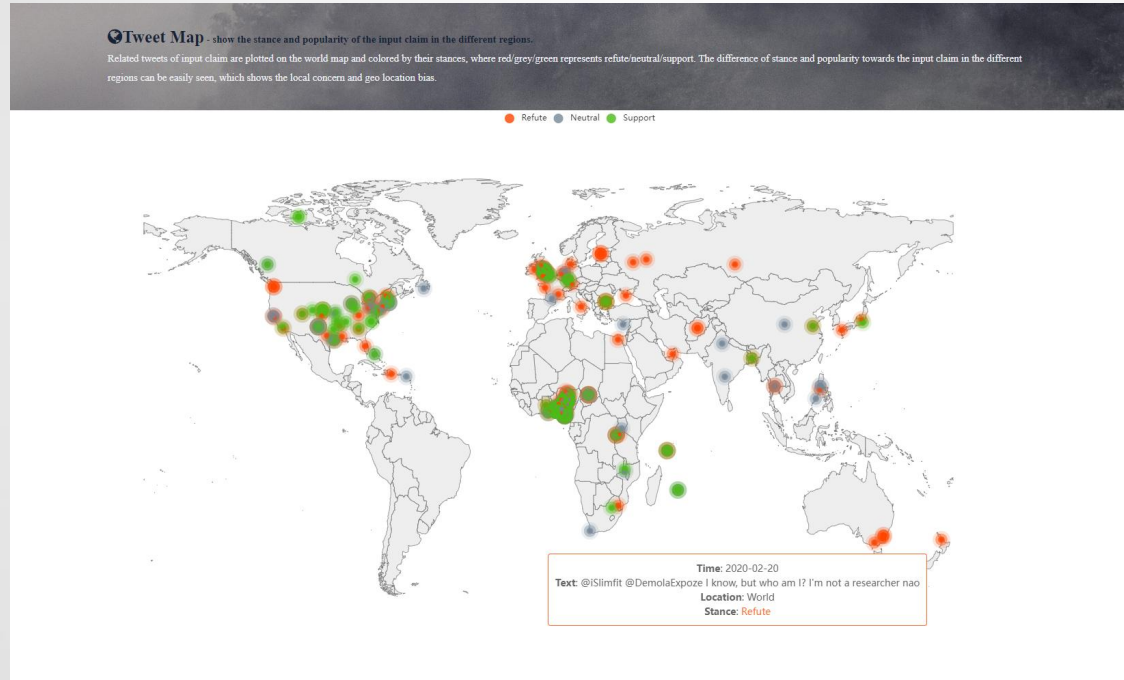 Tweet Map - show the stance and popularity of the input claim in the different regions.
Related tweets of input claim are plotted on the world map and colored by their stances, where red/grey/green represents refute/neutral/support. The difference of stance and popularity towards the input claim in the different
regions can be easily seen, which shows the local concern and geo location bias.
Refute Neutral Support
Time: 2020-02-20
Text: @iSlimfit @DemolaExpoze I know, but who am I? I'm not a researcher nao
Location: World
Stance: Refute